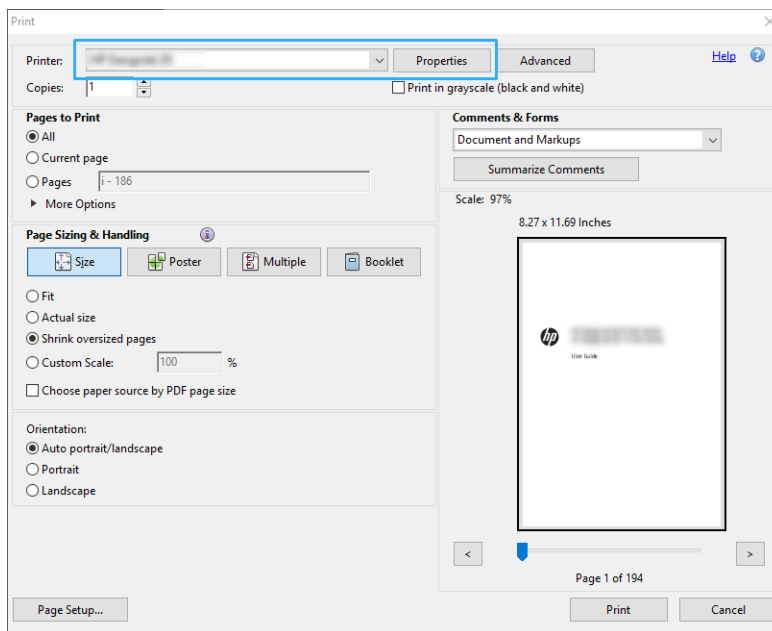 Print
Printer:
Properties
Advanced
Help
Copies:
1
Print in grayscale (black and white)
Pages to Print
All
Current page
Pages
i - 186
More Options
Comments & Forms
Document and Markups
Summarize Comments
Page Sizing & Handling
Size
Poster
Multiple
Booklet
Fit
Actual size
Shrink oversized pages
Custom Scale:
100
%
Choose paper source by PDF page size
Orientation:
Auto portrait/landscape
Portrait
Landscape
Scale: 97%
8.27 x 11.69 Inches
hp
User Guide
<
>
Page 1 of 194
Page Setup...
Print
Cancel